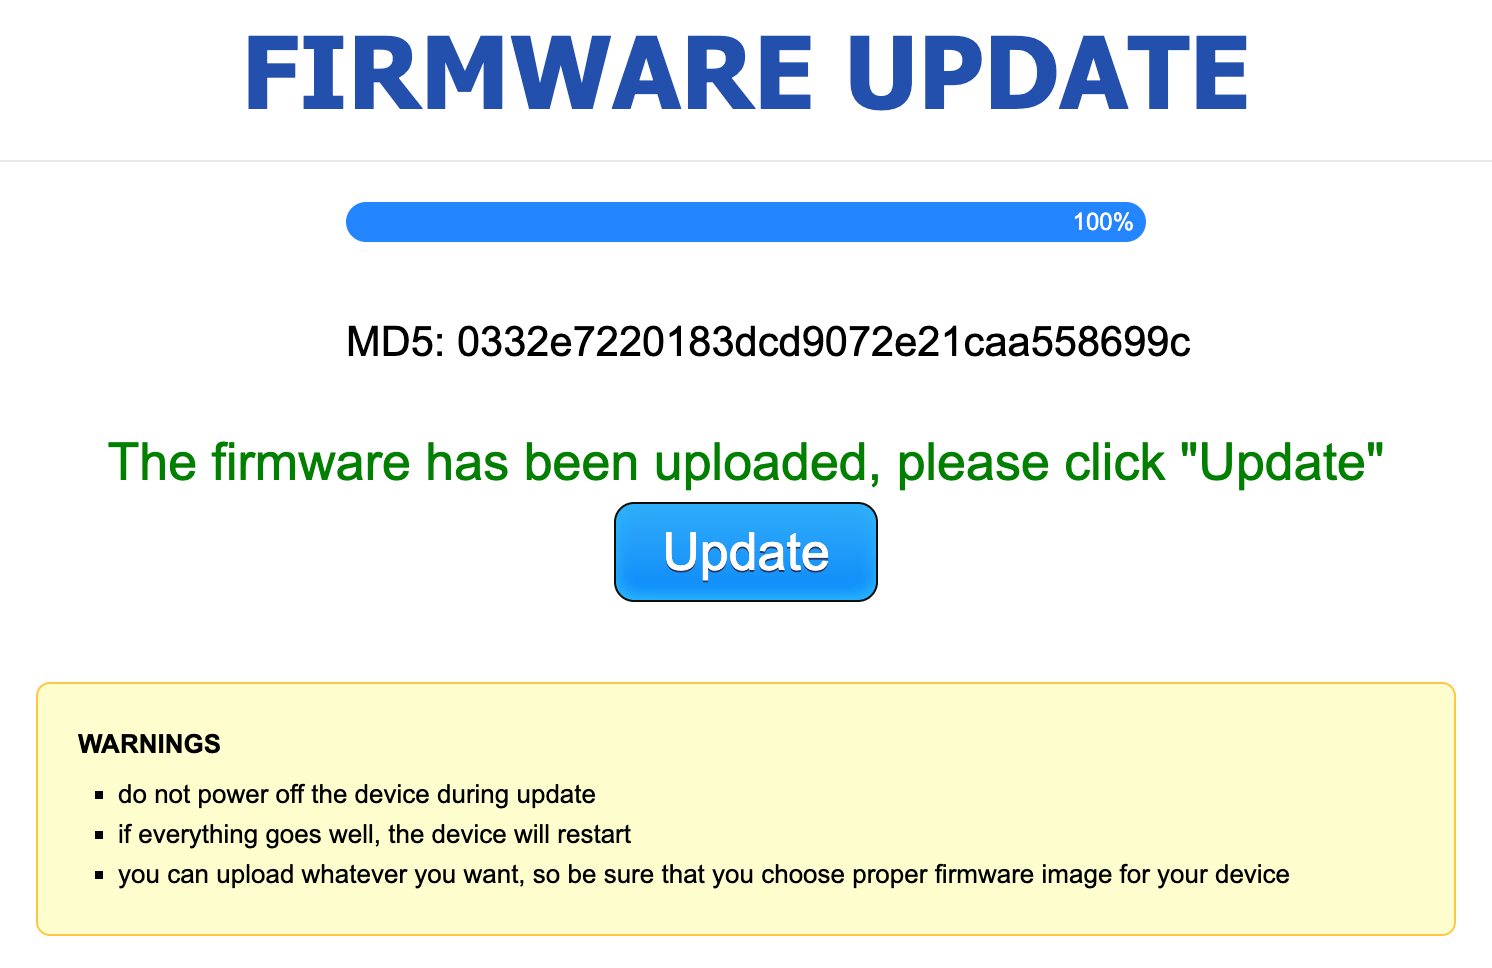 FIRMWARE UPDATE
100%
MD5: 0332e7220183dcd9072e21caa558699c
The firmware has been uploaded, please click "Update"
Update
WARNINGS
▪ do not power off the device during update
▪ if everything goes well, the device will restart
▪ you can upload whatever you want, so be sure that you choose proper firmware image for your device